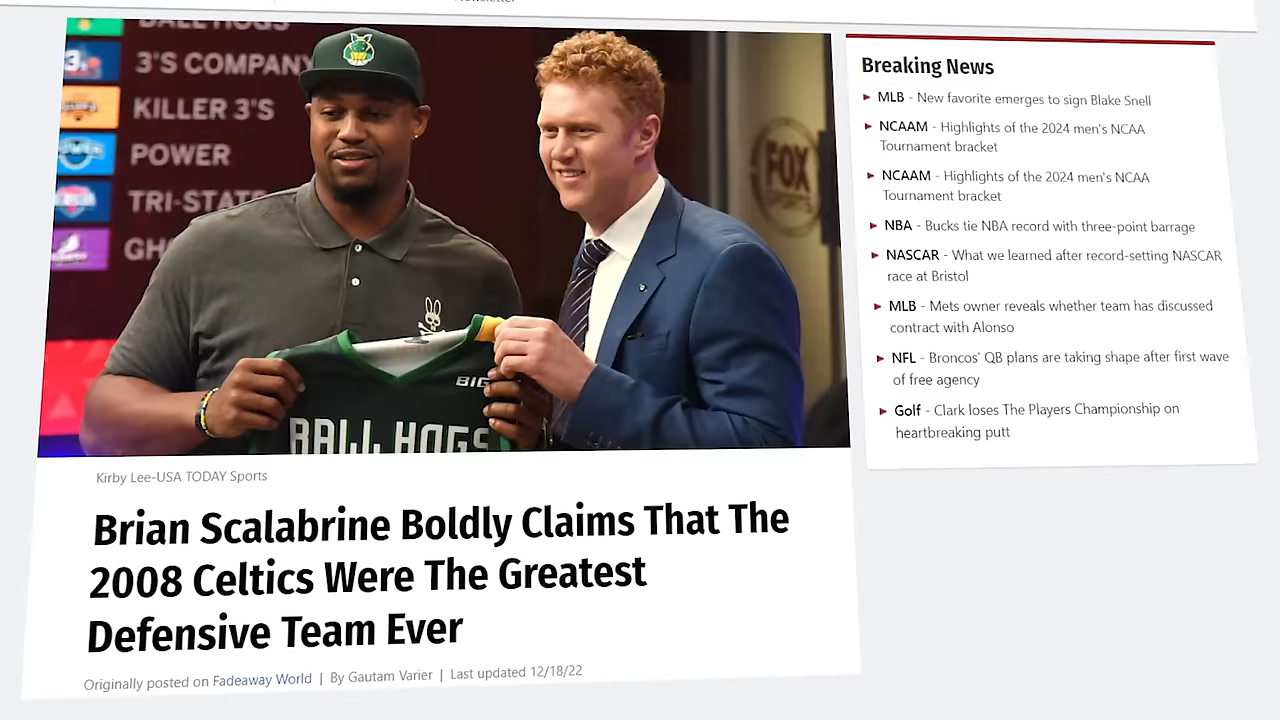 3'S COMPANY
KILLER 3'S
POWER
TRI-STATE
FOX
SPORTS
BIG
BALL HOGS
Kirby Lee-USA TODAY Sports
Brian Scalabrine Boldly Claims That The
2008 Celtics Were The Greatest
Defensive Team Ever
Originally posted on Fadeaway World | By Gautam Varier | Last updated 12/18/22
Breaking News
MLB - New favorite emerges to sign Blake Snell
NCAAM - Highlights of the 2024 men's NCAA
Tournament bracket
NCAAM - Highlights of the 2024 men's NCAA
Tournament bracket
NBA - Bucks tie NBA record with three-point barrage
NASCAR - What we learned after record-setting NASCAR
race at Bristol
MLB - Mets owner reveals whether team has discussed
contract with Alonso
NFL - Broncos' QB plans are taking shape after first wave
of free agency
Golf - Clark loses The Players Championship on
heartbreaking putt